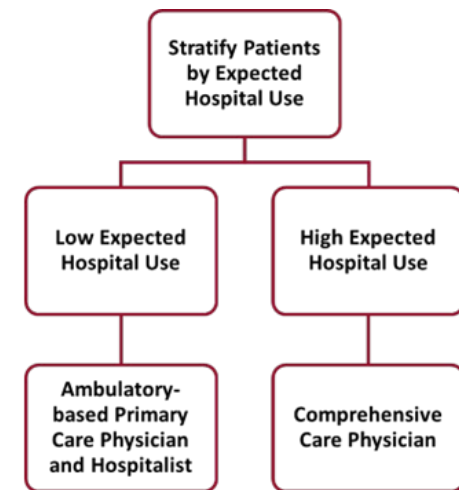 Stratify Patients
by Expected
Hospital Use
Low Expected
Hospital Use
High Expected
Hospital Use
Ambulatory-
based Primary
Care Physician
and Hospitalist
Comprehensive
Care Physician